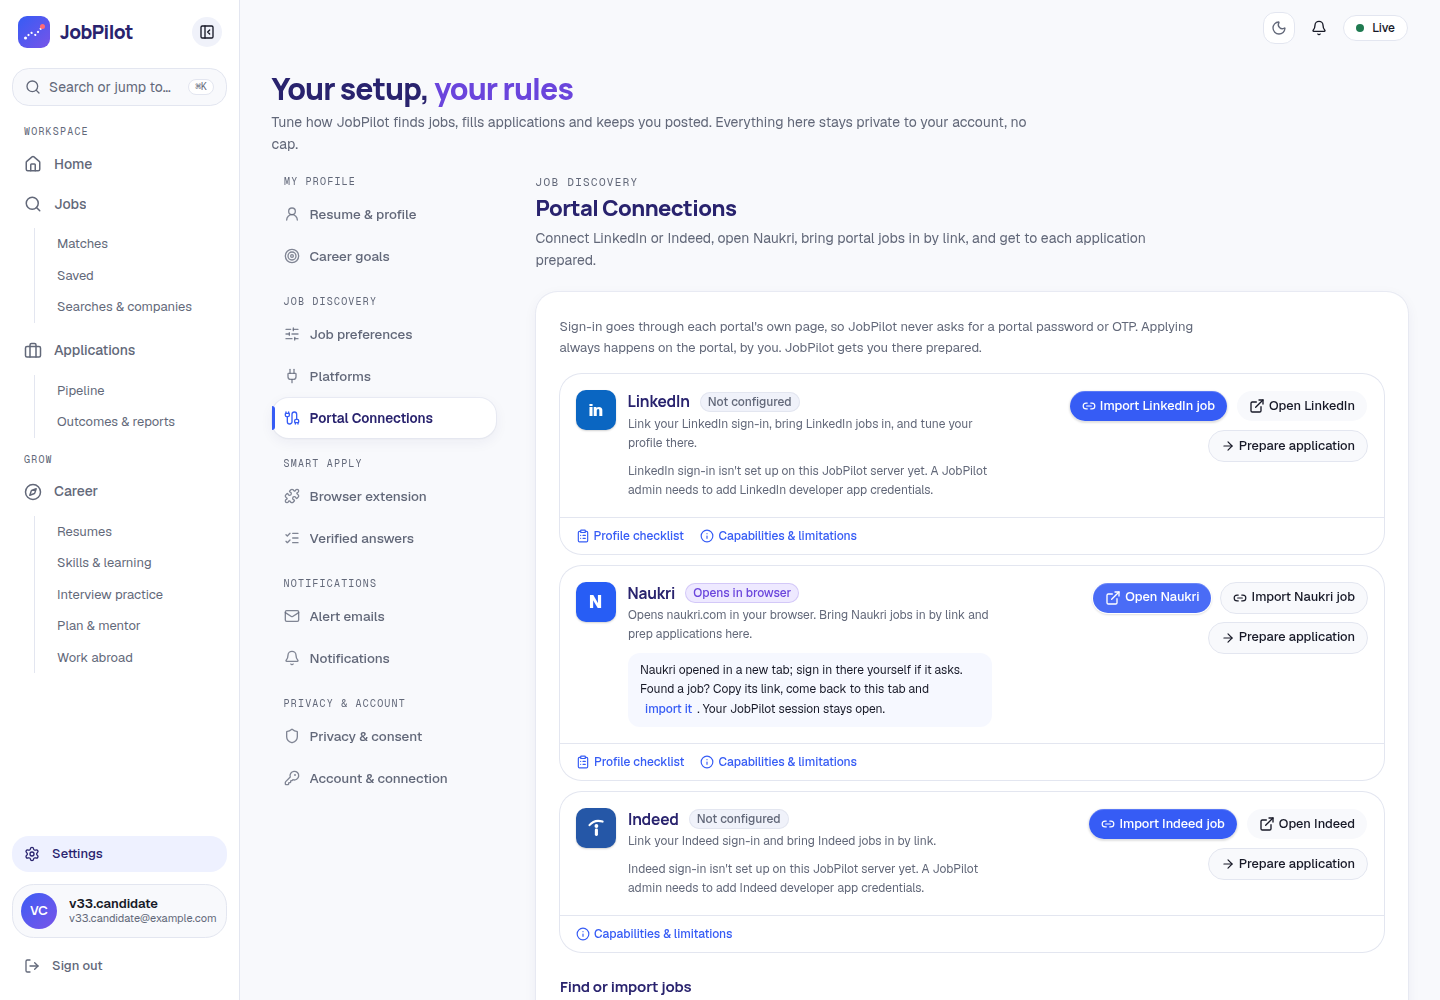 JobPilot
Search or jump to...
⌘K
WORKSPACE
Home
Jobs
Matches
Saved
Searches & companies
Applications
Pipeline
Outcomes & reports
GROW
Career
Resumes
Skills & learning
Interview practice
Plan & mentor
Work abroad
Settings
VC
v33.candidate
v33.candidate@example.com
Sign out
Live
Your setup, your rules
Tune how JobPilot finds jobs, fills applications and keeps you posted. Everything here stays private to your account, no
cap.
MY PROFILE
Resume & profile
Career goals
JOB DISCOVERY
Job preferences
Platforms
Portal Connections
SMART APPLY
Browser extension
Verified answers
NOTIFICATIONS
Alert emails
Notifications
PRIVACY & ACCOUNT
Privacy & consent
Account & connection
JOB DISCOVERY
Portal Connections
Connect LinkedIn or Indeed, open Naukri, bring portal jobs in by link, and get to each application
prepared.
Sign-in goes through each portal's own page, so JobPilot never asks for a portal password or OTP. Applying
always happens on the portal, by you. JobPilot gets you there prepared.
in
LinkedIn
Not configured
Link your LinkedIn sign-in, bring LinkedIn jobs in, and tune your
profile there.
LinkedIn sign-in isn't set up on this JobPilot server yet. A JobPilot
admin needs to add LinkedIn developer app credentials.
Import LinkedIn job
Open LinkedIn
Prepare application
Profile checklist
Capabilities & limitations
N
Naukri
Opens in browser
Opens naukri.com in your browser. Bring Naukri jobs in by link and
prep applications here.
Naukri opened in a new tab; sign in there yourself if it asks.
Found a job? Copy its link, come back to this tab and
import it . Your JobPilot session stays open.
Open Naukri
Import Naukri job
Prepare application
Profile checklist
Capabilities & limitations
Indeed
Not configured
Link your Indeed sign-in and bring Indeed jobs in by link.
Indeed sign-in isn't set up on this JobPilot server yet. A JobPilot
admin needs to add Indeed developer app credentials.
Import Indeed job
Open Indeed
Prepare application
Capabilities & limitations
Find or import jobs